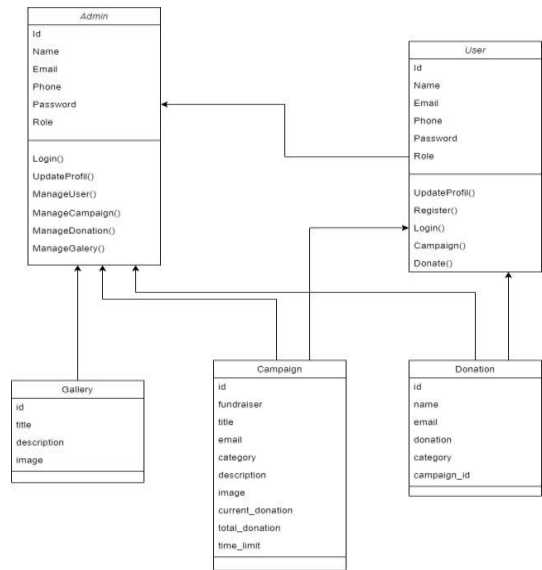 Admin
Id
Name
Email
Phone
Password
Role
Login()
UpdateProfil()
ManageUser()
ManageCampaign()
ManageDonation()
ManageGalery()
User
Id
Name
Email
Phone
Password
Role
UpdateProfil()
Register()
Login()
Campaign()
Donate()
Gallery
id
title
description
image
Campaign
id
fundraiser
title
email
category
description
image
current_donation
total_donation
time_limit
Donation
id
name
email
donation
category
campaign_id